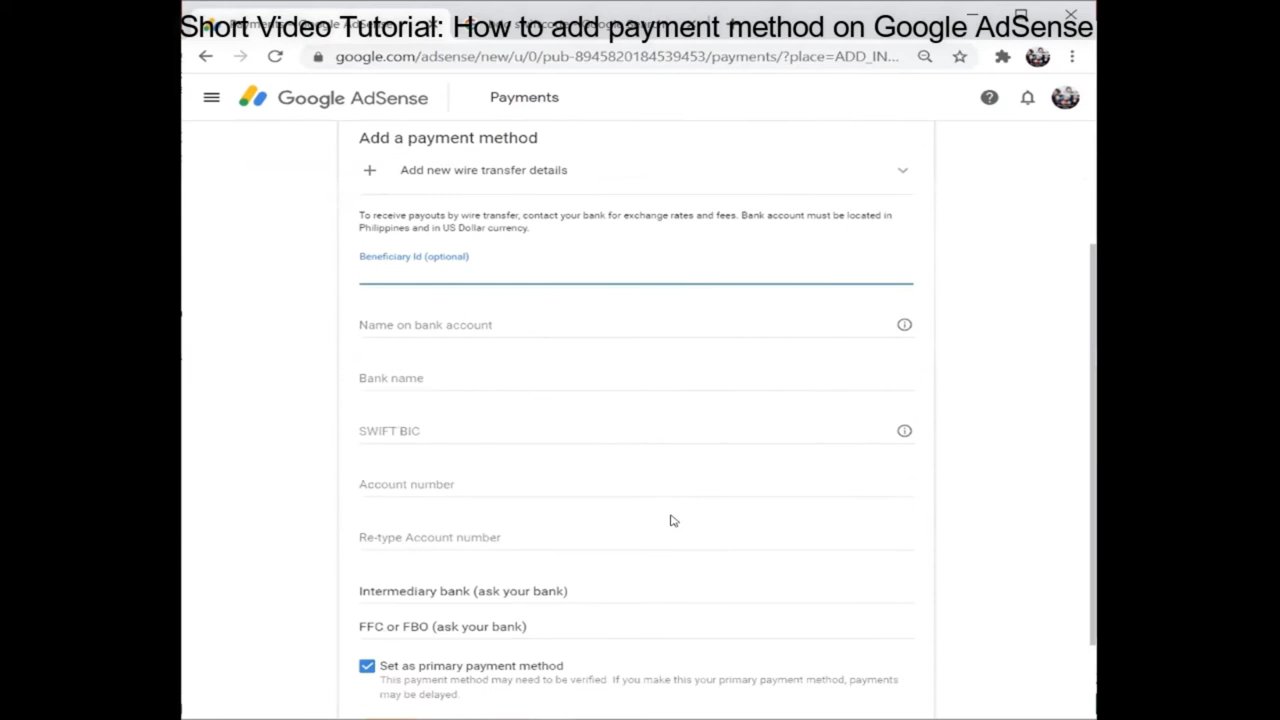 Short Video Tutorial: How to add payment method on Google AdSense
google.com/adsense/new/u/0/pub-8945820184539453/payments/?place=ADD_IN...
Google AdSense
Payments
Add a payment method
Add new wire transfer details
To receive payouts by wire transfer, contact your bank for exchange rates and fees. Bank account must be located in
Philippines and in US Dollar currency.
Beneficiary Id (optional)
Name on bank account
Bank name
SWIFT BIC
Account number
Re-type Account number
Intermediary bank (ask your bank)
FFC or FBO (ask your bank)
Set as primary payment method
This payment method may need to be verified. If you make this your primary payment method, payments
may be delayed.